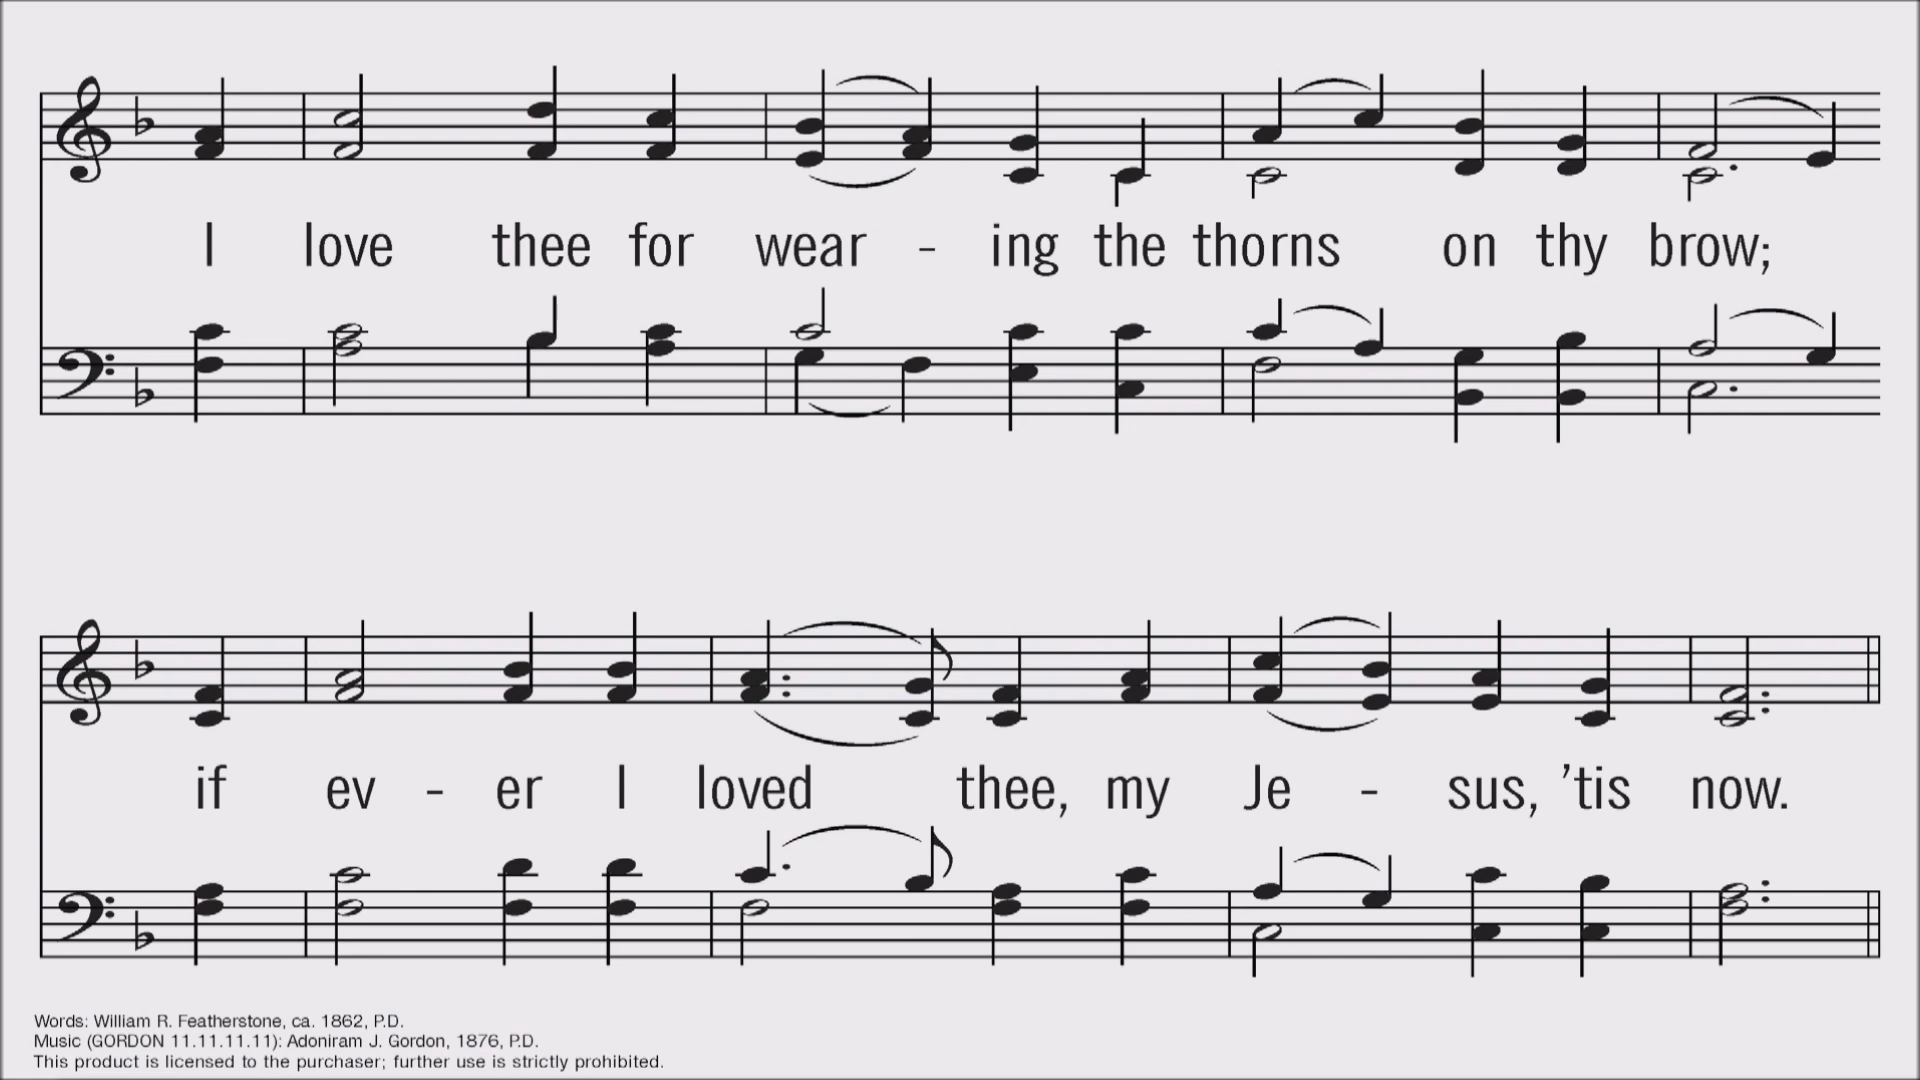 I love thee for wear - ing the thorns on thy brow;
if ev - er I loved thee, my Je - sus, ’tis now.
Words: William R. Featherstone, ca. 1862, P.D.
Music (GORDON 11.11.11.11): Adoniram J. Gordon, 1876, P.D.
This product is licensed to the purchaser; further use is strictly prohibited.